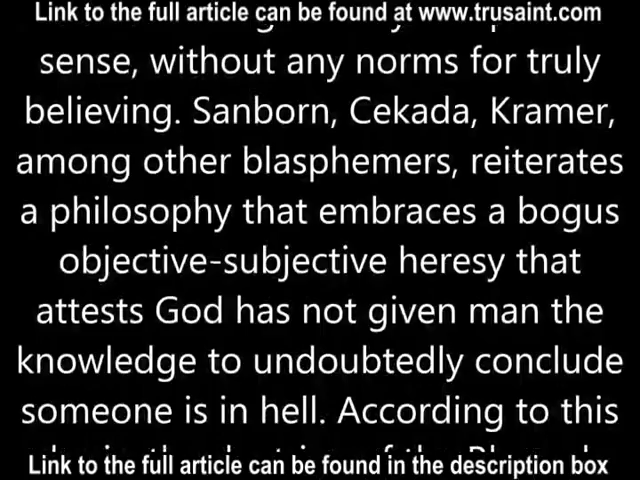 Link to the full article can be found at www.trusaint.com
sense, without any norms for truly
believing. Sanborn, Cekada, Kramer,
among other blasphemers, reiterates
a philosophy that embraces a bogus
objective-subjective heresy that
attests God has not given man the
knowledge to undoubtedly conclude
someone is in hell. According to this
Link to the full article can be found in the description box